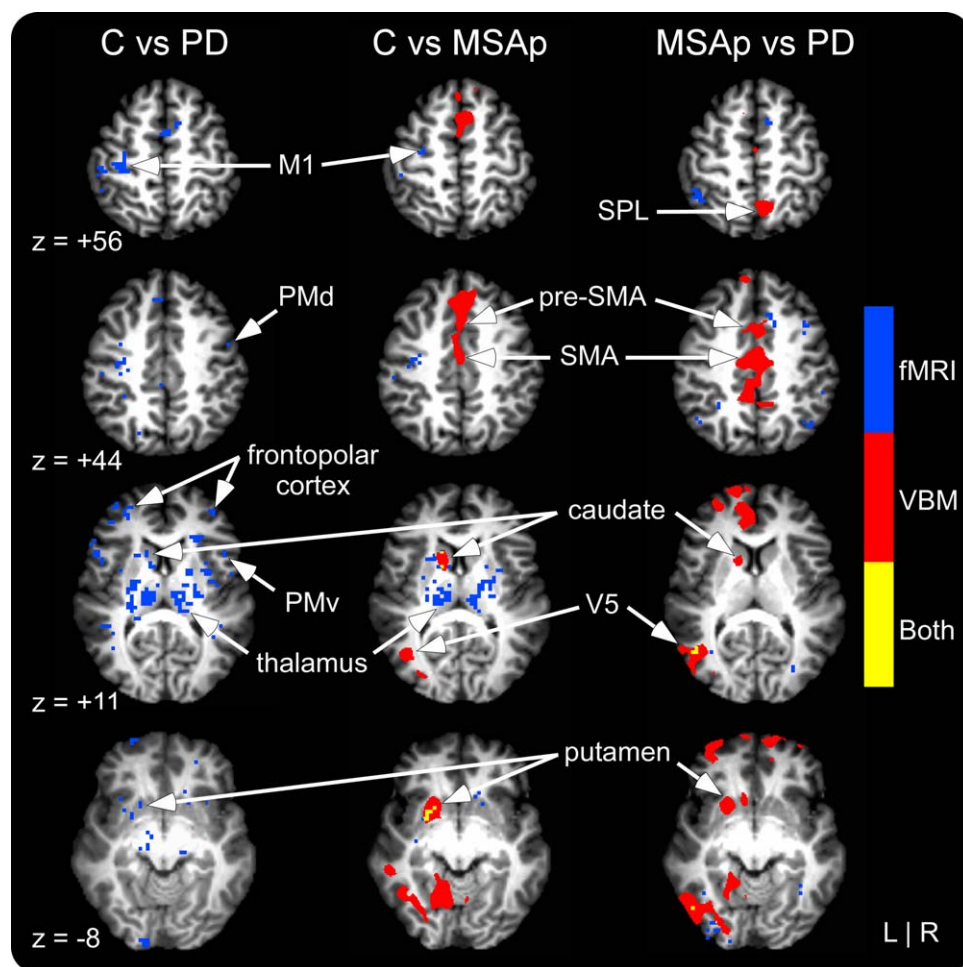 C vs PD
C vs MSAp
MSAp vs PD
M1
SPL
z = +56
PMd
pre-SMA
SMA
z = +44
fMRI
VBM
Both
frontopolar
cortex
caudate
PMv
V5
thalamus
z = +11
putamen
z = -8
L | R